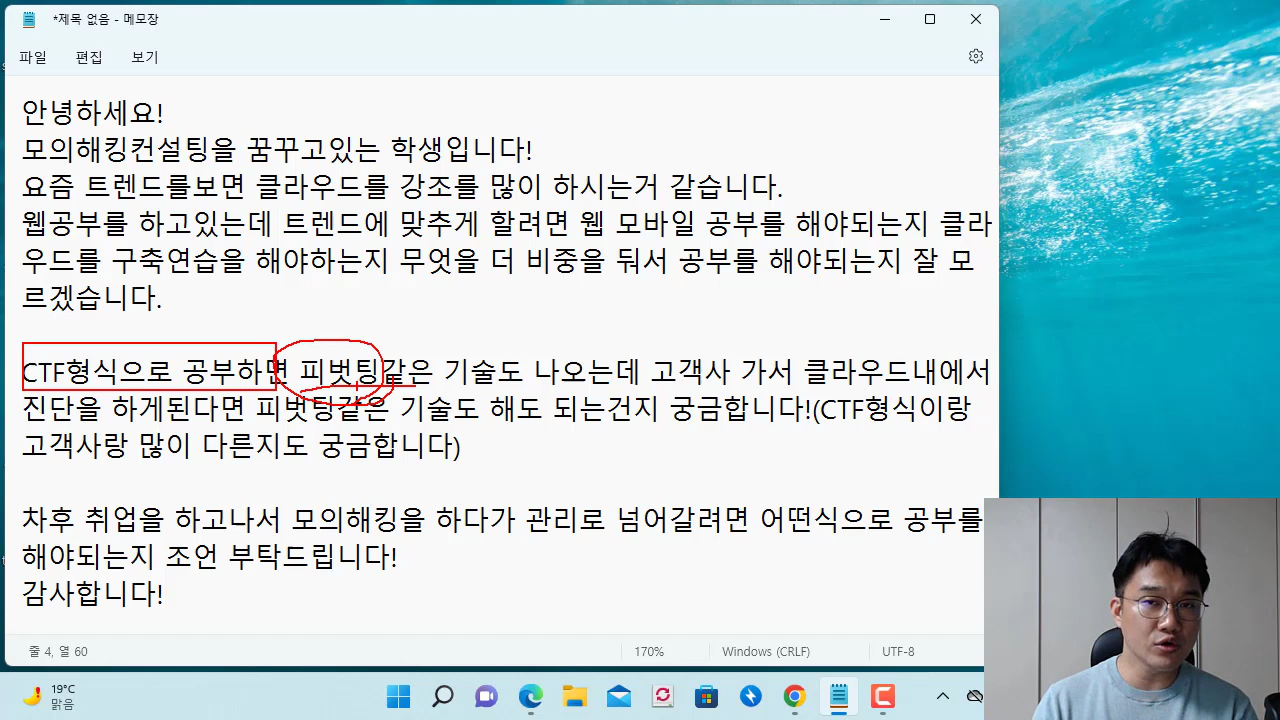 *제목 없음 - 메모장
파일 편집 보기
안녕하세요!
모의해킹컨설팅을 꿈꾸고있는 학생입니다!
요즘 트렌드를보면 클라우드를 강조를 많이 하시는거 같습니다.
웹공부를 하고있는데 트렌드에 맞추게 할려면 웹 모바일 공부를 해야되는지 클라
우드를 구축연습을 해야하는지 무엇을 더 비중을 둬서 공부를 해야되는지 잘 모
르겠습니다.
CTF형식으로 공부하면 피벗팅같은 기술도 나오는데 고객사 가서 클라우드내에서
진단을 하게된다면 피벗팅같은 기술도 해도 되는건지 궁금합니다!(CTF형식이랑
고객사랑 많이 다른지도 궁금합니다)
차후 취업을 하고나서 모의해킹을 하다가 관리로 넘어갈려면 어떤식으로 공부를
해야되는지 조언 부탁드립니다!
감사합니다!
줄 4, 열 60 170% Windows (CRLF) UTF-8
19°C
맑음